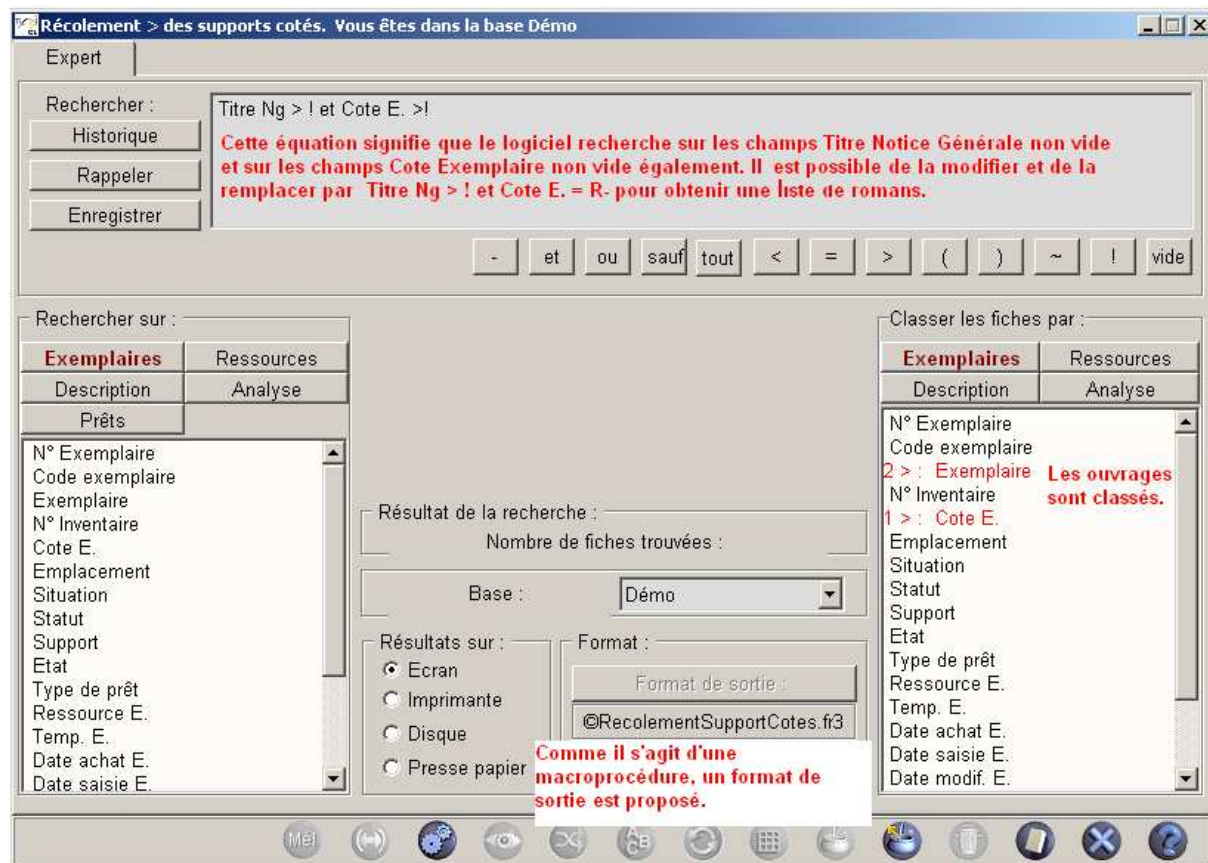 Récolement > des supports cotés. Vous êtes dans la base Démo
Expert
Rechercher :
Historique
Rappeler
Enregistrer
Titre Ng > ! et Cote E. >!
Cette équation signifie que le logiciel recherche sur les champs Titre Notice Générale non vide
et sur les champs Cote Exemplaire non vide également. Il est possible de la modifier et de la
remplacer par Titre Ng > ! et Cote E. = R- pour obtenir une liste de romans.
- et ou sauf tout < = > ( ) ~ ! vide
Rechercher sur :
Exemplaires Ressources
Description Analyse
Prêts
N° Exemplaire
Code exemplaire
Exemplaire
N° Inventaire
Cote E.
Emplacement
Situation
Statut
Support
Etat
Type de prêt
Ressource E.
Temp. E.
Date achat E.
Date saisie E.
Résultat de la recherche :
Nombre de fiches trouvées :
Base : Démo
Résultats sur :
Ecran
Imprimante
Disque
Presse papier
Format :
Format de sortie :
©RecolementSupportCotes.fr3
Comme il s'agit d'une
macroprocédure, un format de
sortie est proposé.
Classer les fiches par :
Exemplaires Ressources
Description Analyse
N° Exemplaire
Code exemplaire
2 > : Exemplaire
N° Inventaire
1 > : Cote E.
Emplacement
Situation
Statut
Support
Etat
Type de prêt
Ressource E.
Temp. E.
Date achat E.
Date saisie E.
Date modif. E.
Les ouvrages
sont classés.
Mél